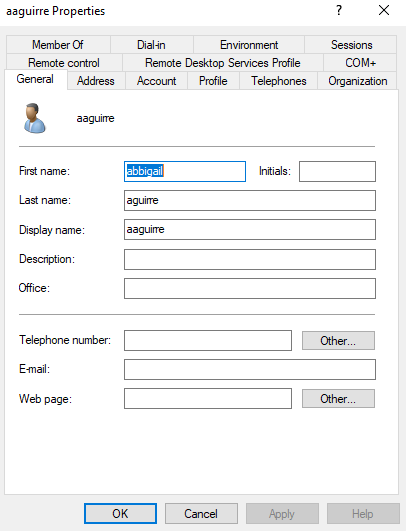 aaguirre Properties ?
Member Of Dial-in Environment Sessions
Remote control Remote Desktop Services Profile COM+
General Address Account Profile Telephones Organization
aaguirre
First name: abbigail Initials:
Last name: aguirre
Display name: aaguirre
Description:
Office:
Telephone number: Other...
E-mail:
Web page: Other...
OK Cancel Apply Help